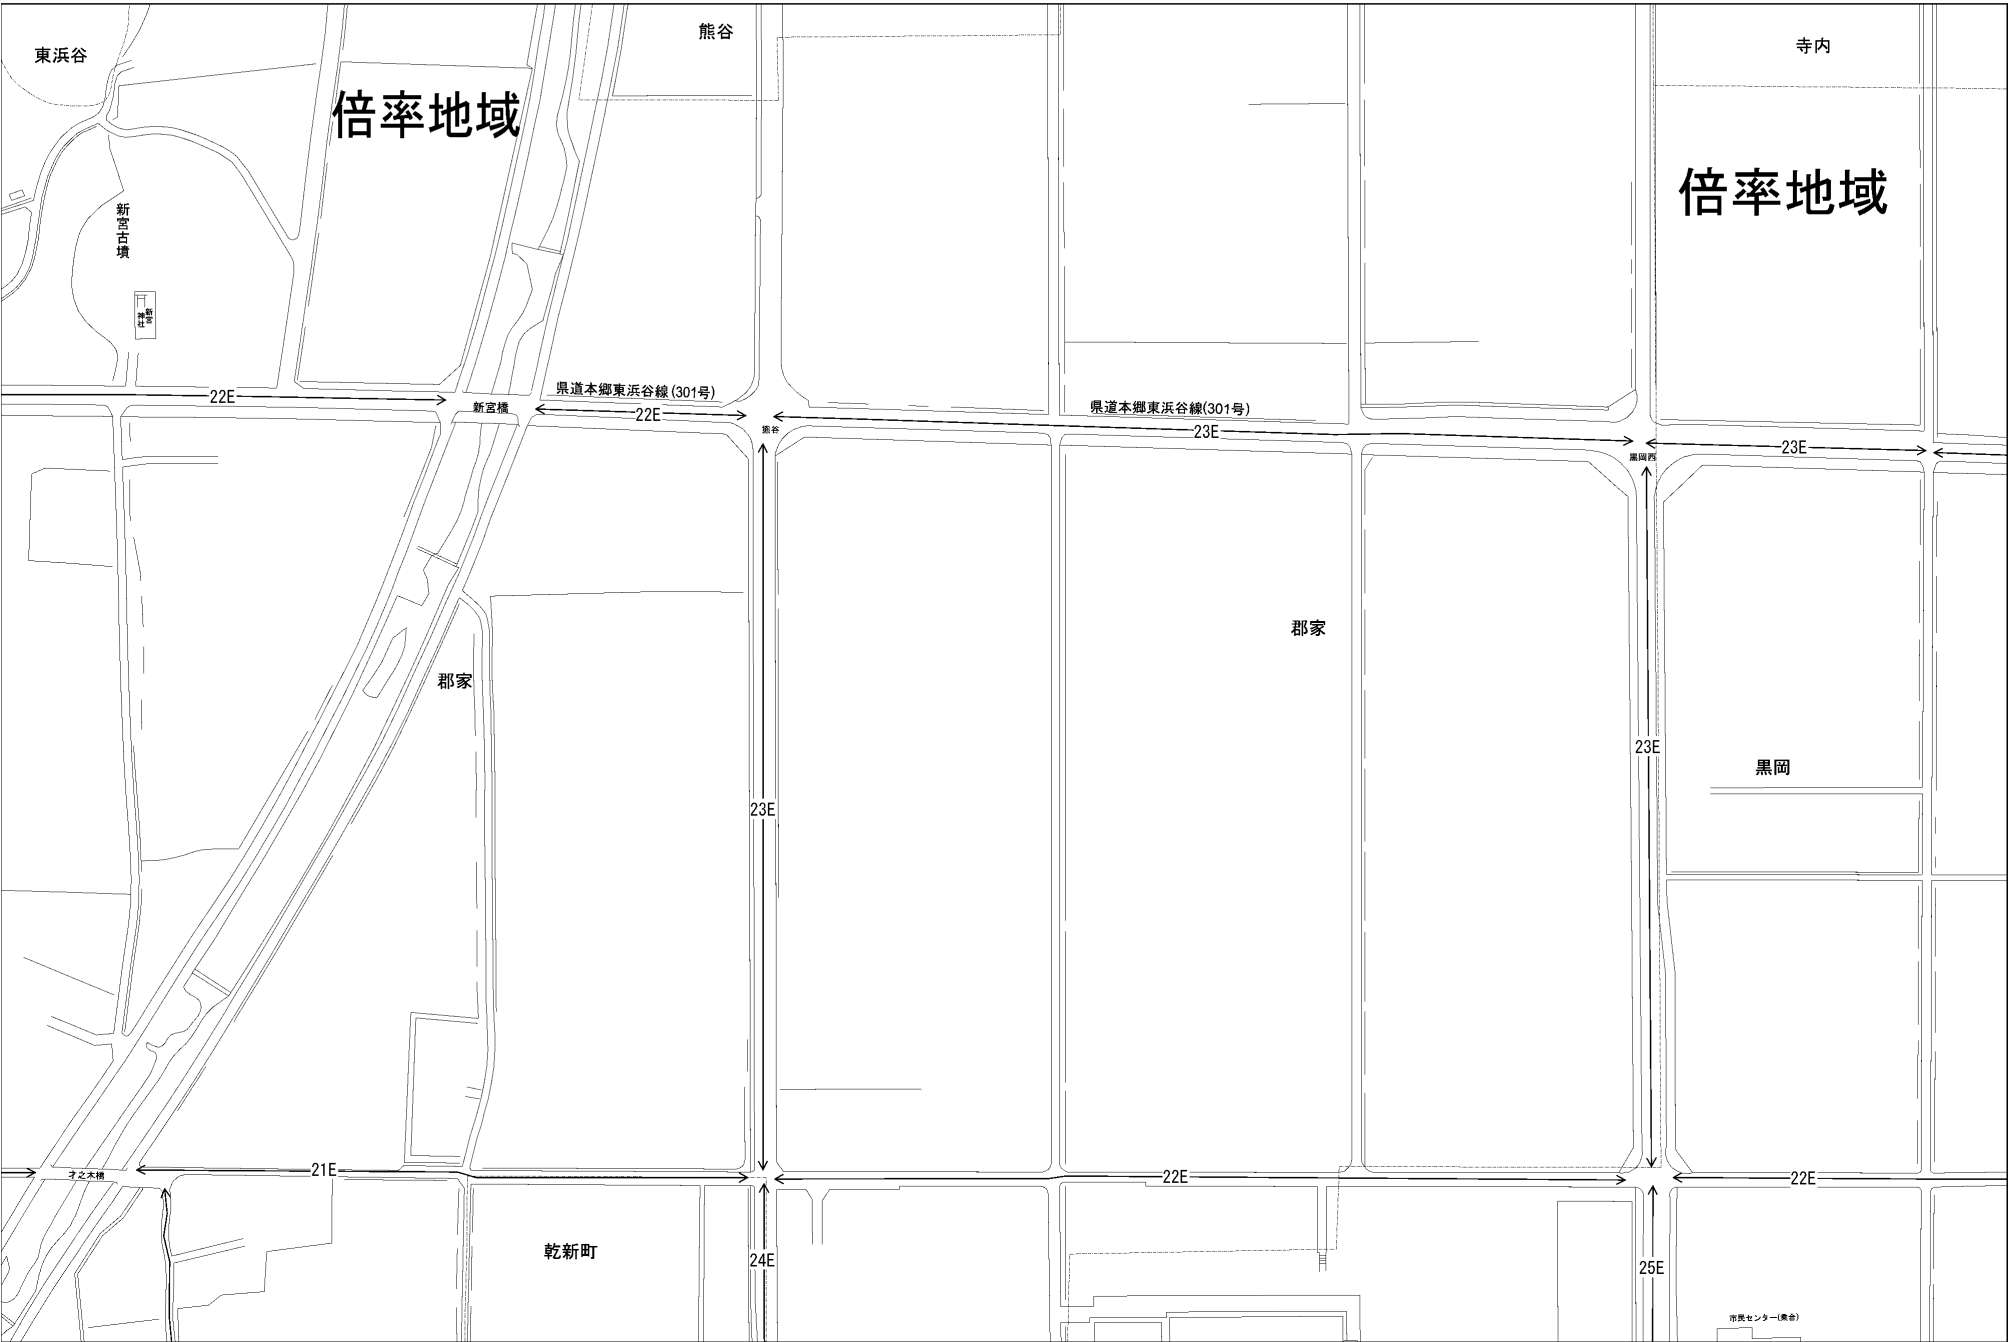 東浜谷
熊谷
寺内
倍率地域
倍率地域
新宮古墳
新宮
神社
22E
新宮橋
県道本郷東浜谷線(301号)
22E
熊谷
県道本郷東浜谷線(301号)
23E
黒岡西
23E
郡家
郡家
23E
黒岡
23E
才之木橋
21E
22E
22E
乾新町
24E
25E
市民センター(集合)